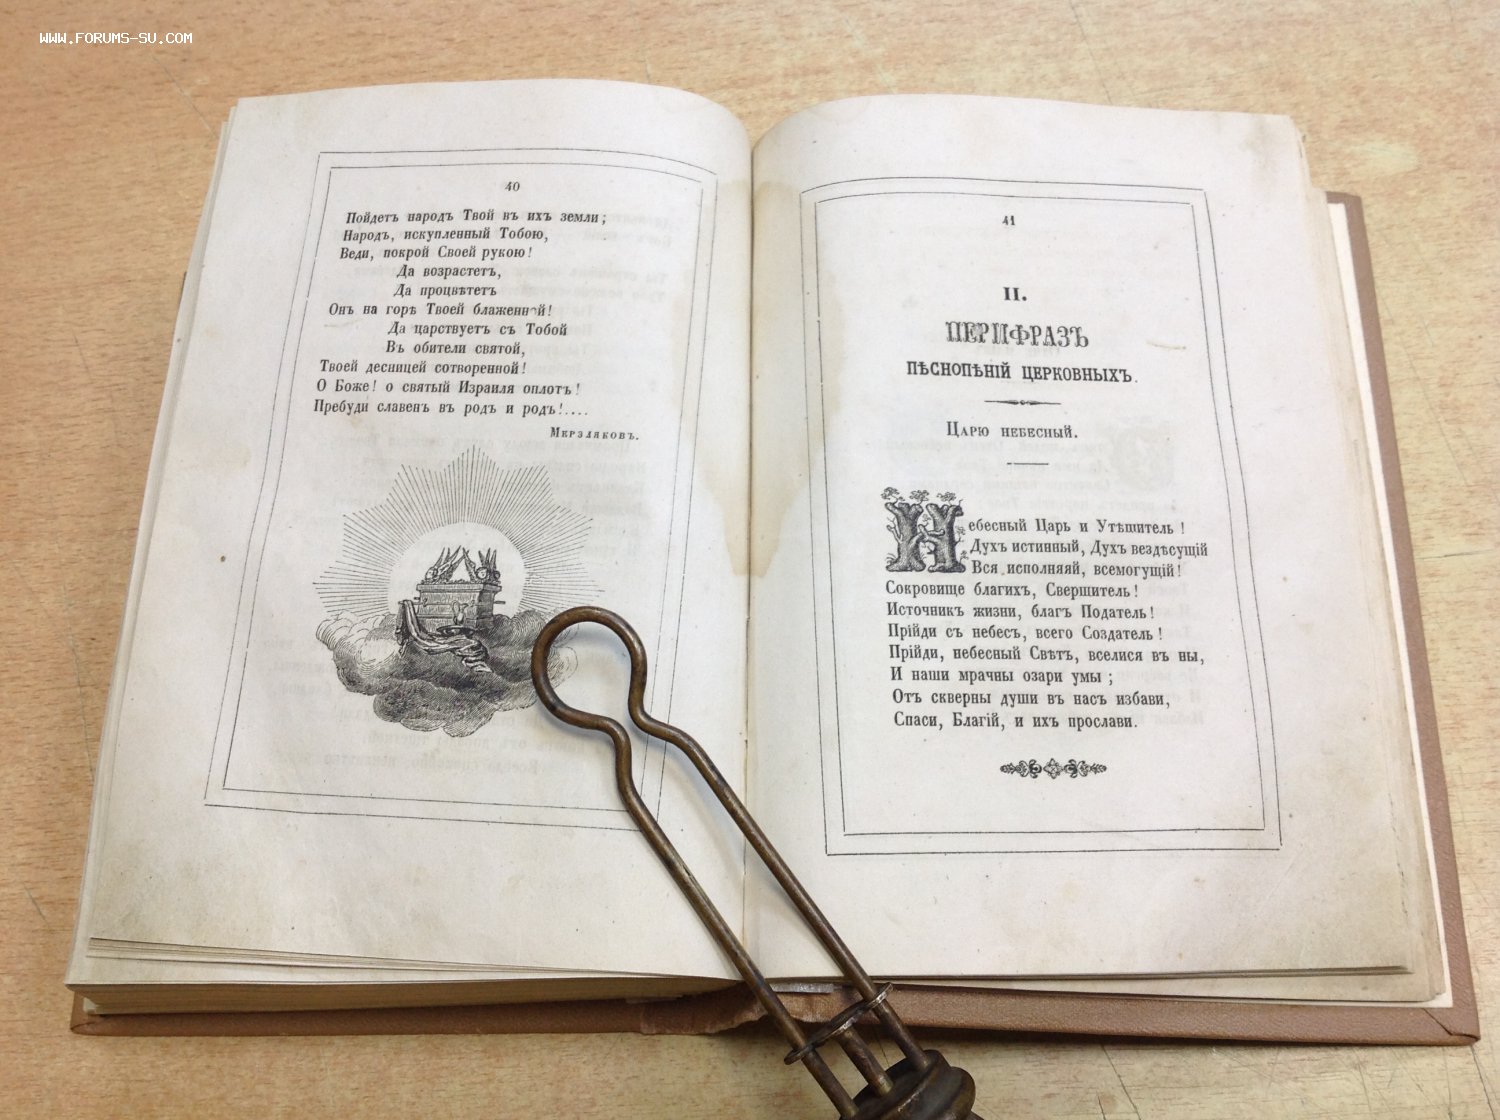 WWW.FORUMS-SU.COM
40
Пойдетъ народъ Твой въ ихъ земли;
Народъ, искупленный Тобою,
Веди, покрой Своей рукою!
Да возрастетъ,
Да процвѣтетъ
Онъ на горѣ Твоей блаженной!
Да царствуетъ съ Тобой
Въ обители святой,
Твоей десницей сотворенной!
О Боже! о святый Израиля оплотъ!
Пребуди славенъ въ родъ и родъ!....
Мерзляковъ.
41
II.
ПЕРИФРАЗЪ
ПѢСНОПѢНІЙ ЦЕРКОВНЫХЪ.
Царю небесный.
Небесный Царь и Утѣшитель!
Духъ истинный, Духъ вездѣсущій
Вся исполняяй, всемогущій!
Сокровище благихъ, Свершитель!
Источникъ жизни, благъ Податель!
Прійди съ небесъ, всего Создатель!
Прійди, небесный Свѣтъ, вселися въ ны,
И наши мрачны озари умы;
Отъ скверны души въ насъ избави,
Спаси, Благій, и ихъ прослави.